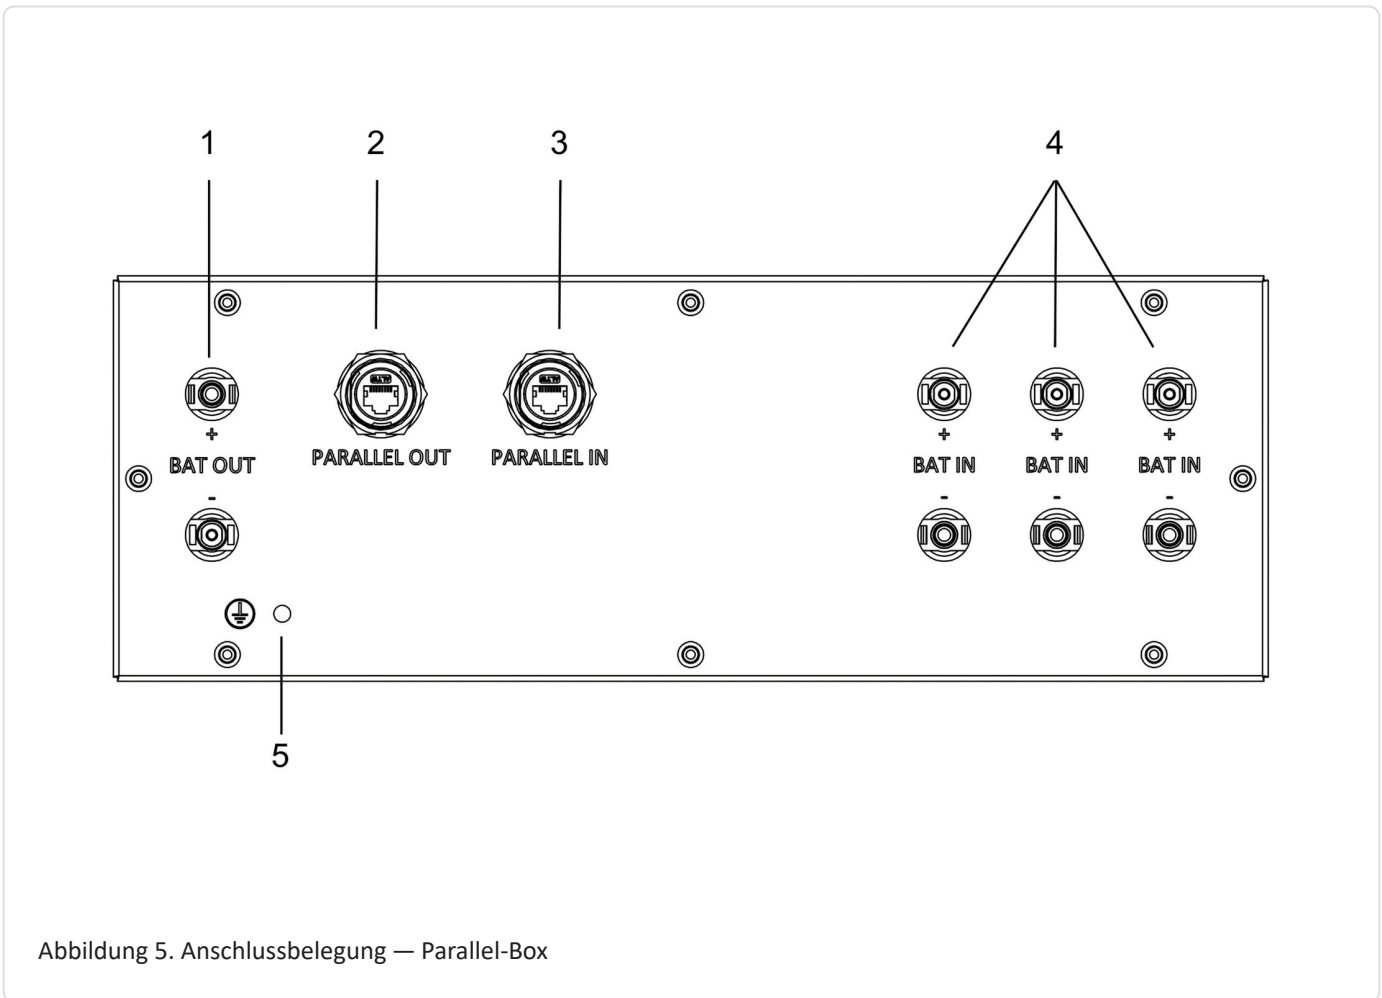 1 2 3 4
+ + + +
BAT OUT PARALLEL OUT PARALLEL IN BAT IN BAT IN BAT IN
- - - -
5
Abbildung 5. Anschlussbelegung — Parallel-Box